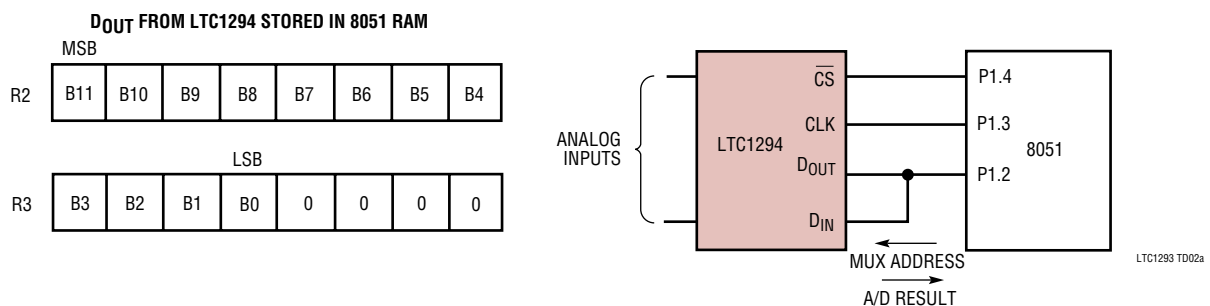 DOUT FROM LTC1294 STORED IN 8051 RAM
MSB
R2 B11 B10 B9 B8 B7 B6 B5 B4
LSB
R3 B3 B2 B1 B0 0 0 0 0
ANALOG
INPUTS
LTC1294
CS
CLK
DOUT
DIN
P1.4
P1.3
P1.2
8051
MUX ADDRESS
A/D RESULT
LTC1293 TD02a